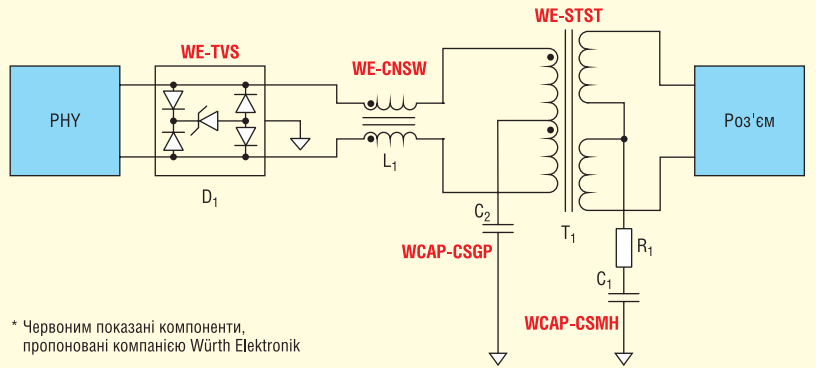 WE-STST
WE-TVS
WE-CNSW
PHY
Роз'єм
L₁
D₁
C₂
T₁
R₁
WCAP-CSGP
C₁
WCAP-CSMH
* Червоним показані компоненти,
пропоновані компанією Würth Elektronik